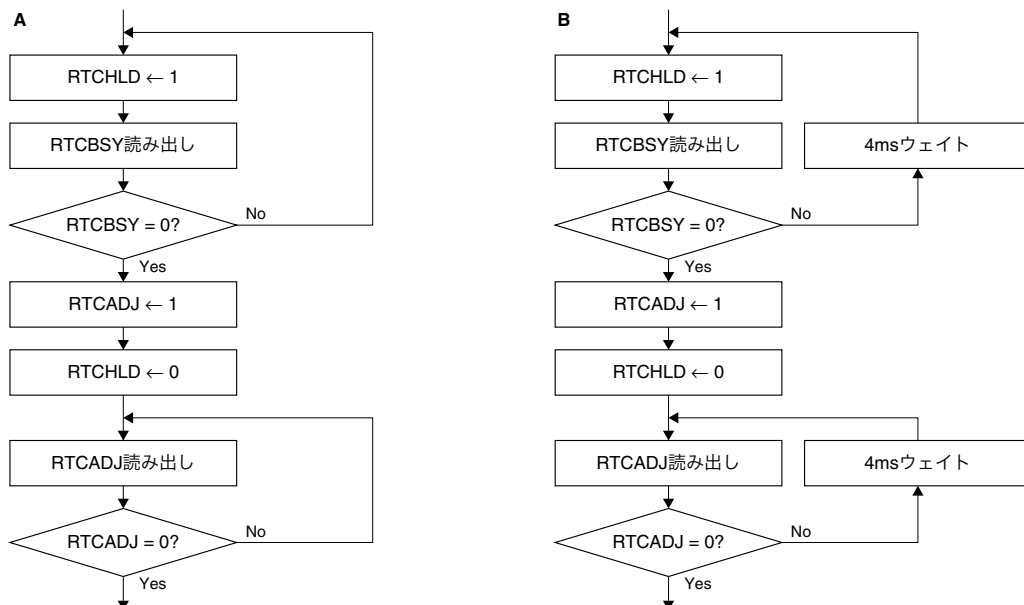 A
RTCHLD ← 1
RTCBSY読み出し
RTCBSY = 0?
No
Yes
RTCADJ ← 1
RTCHLD ← 0
RTCADJ読み出し
RTCADJ = 0?
No
Yes
B
RTCHLD ← 1
RTCBSY読み出し
4msウェイト
RTCBSY = 0?
No
Yes
RTCADJ ← 1
RTCHLD ← 0
RTCADJ読み出し
4msウェイト
RTCADJ = 0?
No
Yes